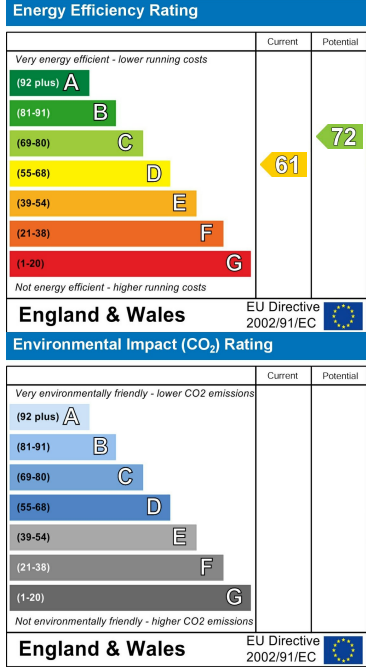 Energy Efficiency Rating
Current Potential
Very energy efficient - lower running costs
(92 plus) A
(81-91) B
(69-80) C
(55-68) D
(39-54) E
(21-38) F
(1-20) G
61
72
Not energy efficient - higher running costs
England & Wales
EU Directive
2002/91/EC
Environmental Impact (CO₂) Rating
Current Potential
Very environmentally friendly - lower CO2 emissions
(92 plus) A
(81-91) B
(69-80) C
(55-68) D
(39-54) E
(21-38) F
(1-20) G
Not environmentally friendly - higher CO2 emissions
England & Wales
EU Directive
2002/91/EC